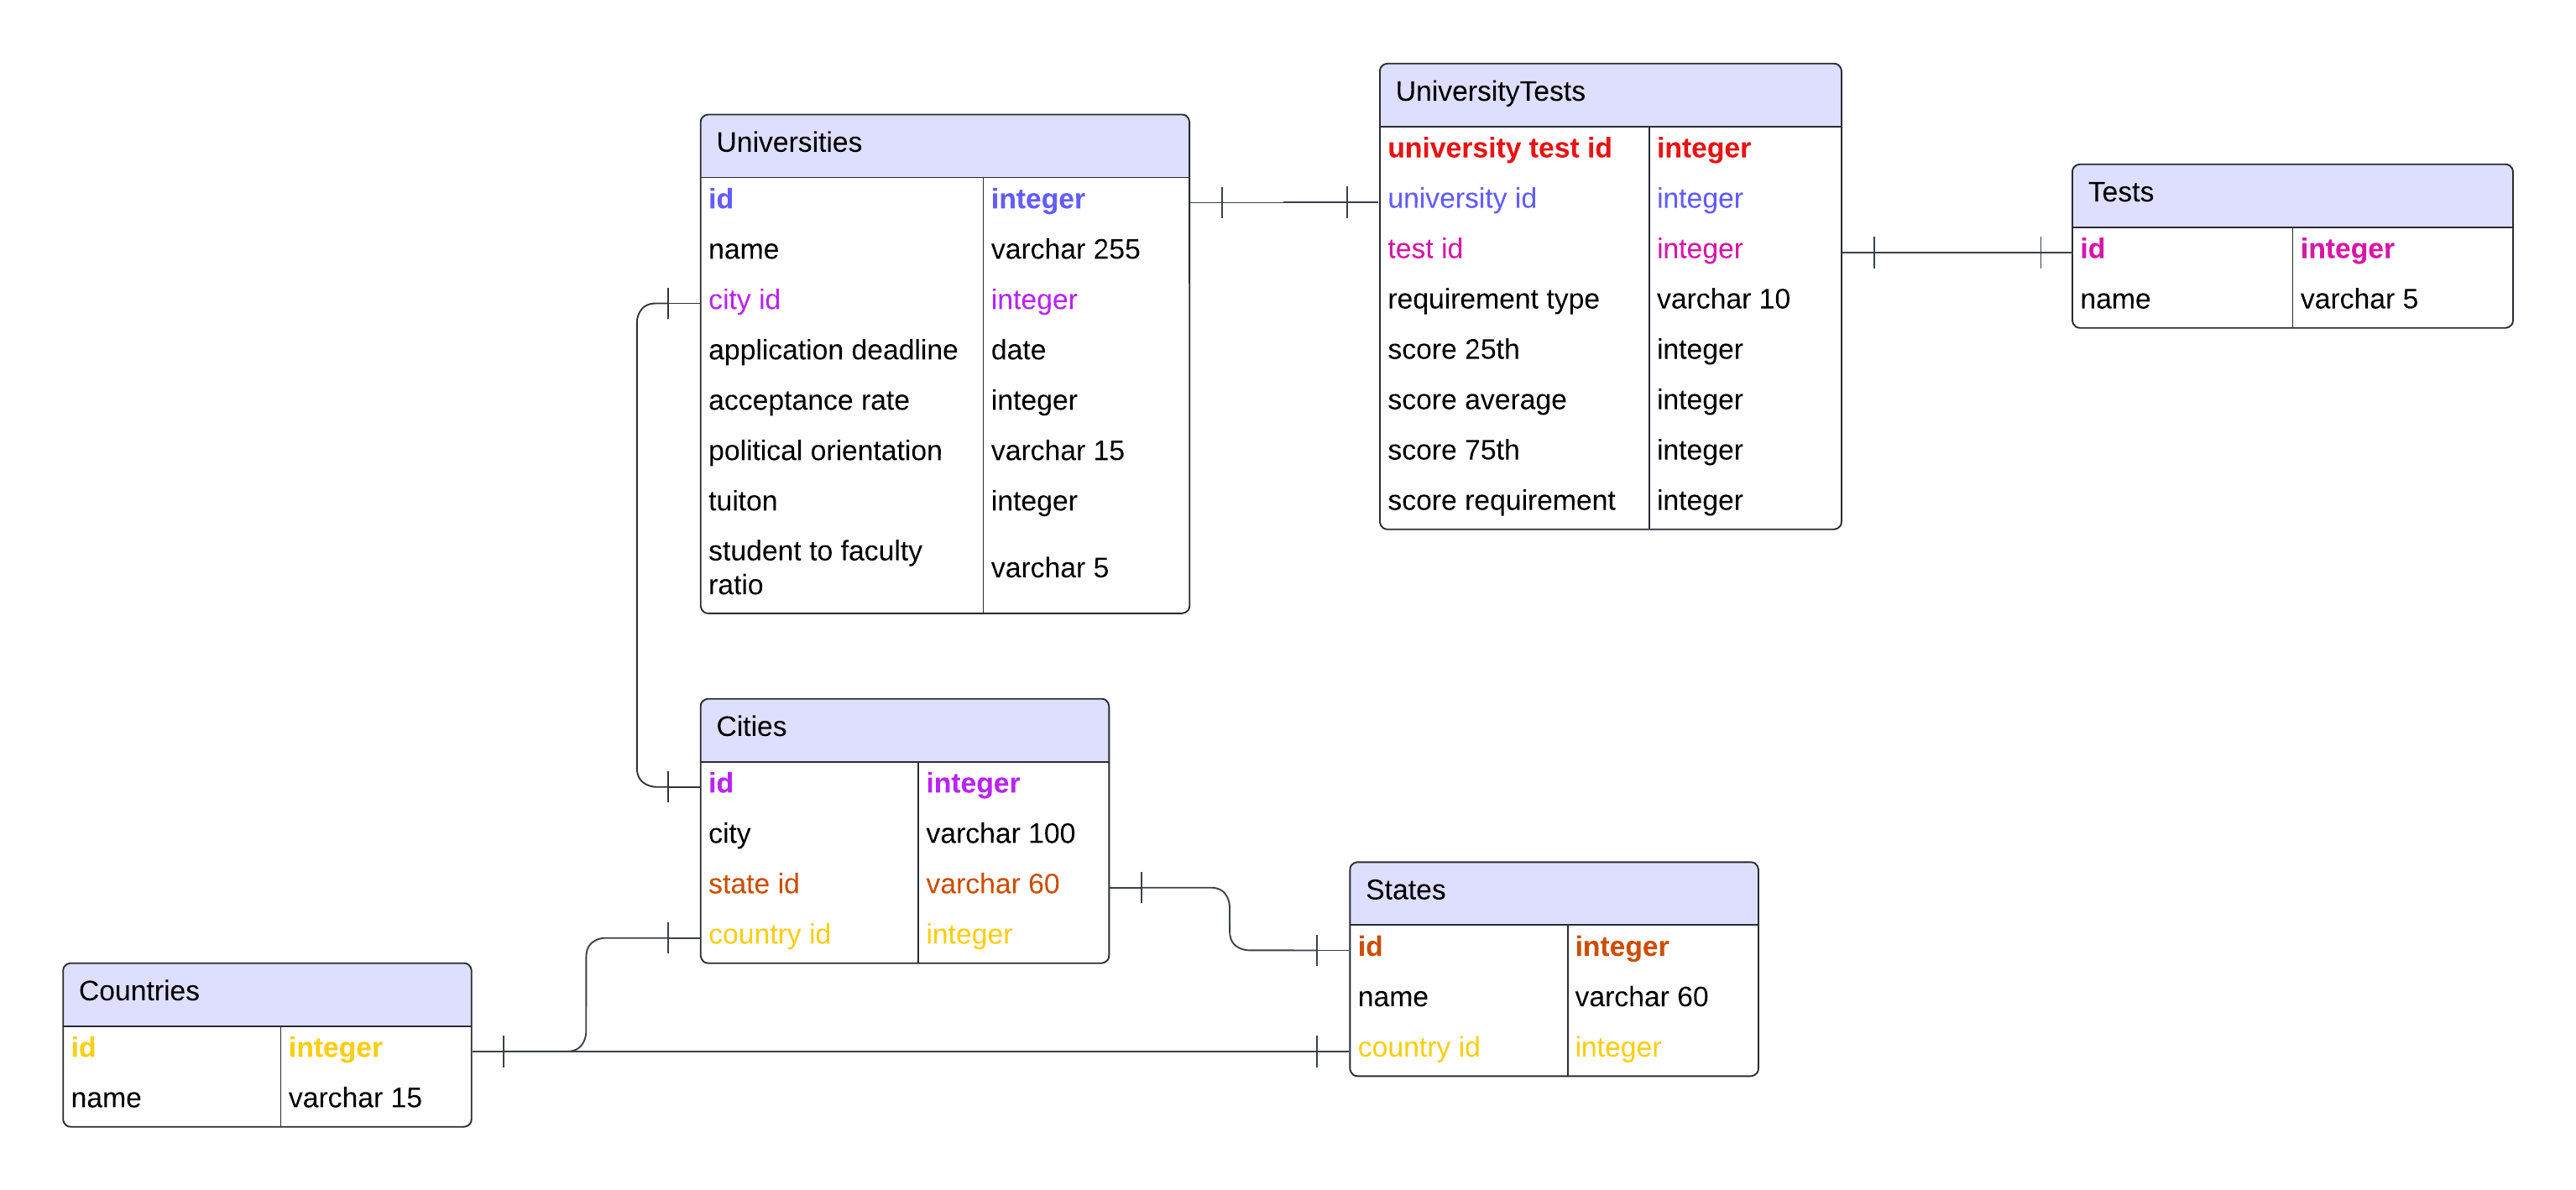 Universities
id integer
name varchar 255
city id integer
application deadline date
acceptance rate integer
political orientation varchar 15
tuiton integer
student to faculty
ratio varchar 5
UniversityTests
university test id integer
university id integer
test id integer
requirement type varchar 10
score 25th integer
score average integer
score 75th integer
score requirement integer
Tests
id integer
name varchar 5
Cities
id integer
city varchar 100
state id varchar 60
country id integer
States
id integer
name varchar 60
country id integer
Countries
id integer
name varchar 15